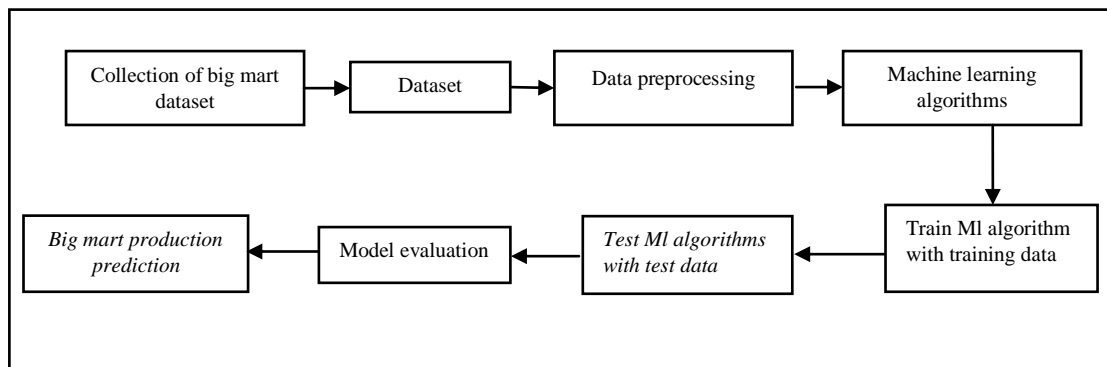 Collection of big mart
dataset
Dataset
Data preprocessing
Machine learning
algorithms
Train Ml algorithm
with training data
Test Ml algorithms
with test data
Model evaluation
Big mart production
prediction